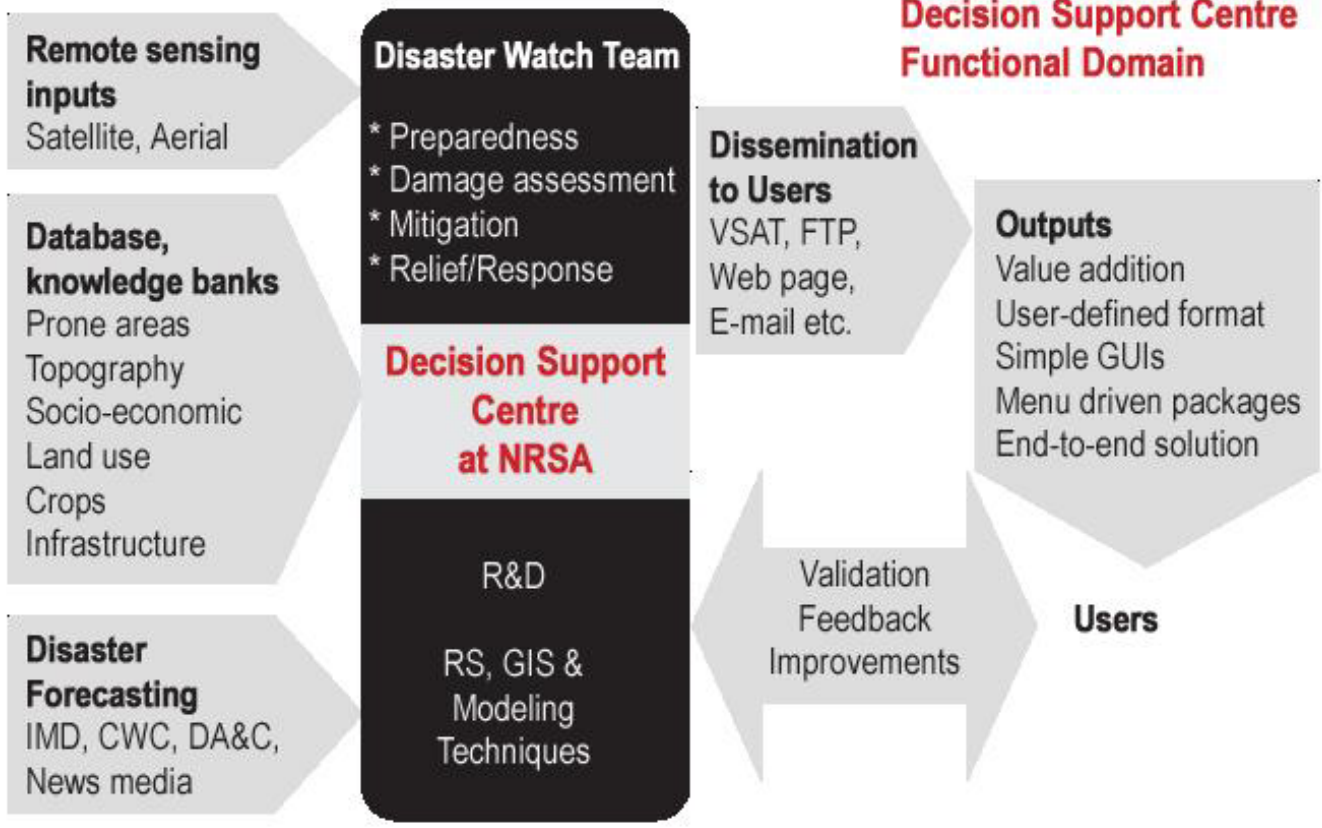 Decision Support Centre
Functional Domain
Remote sensing
inputs
Satellite, Aerial
Database,
knowledge banks
Prone areas
Topography
Socio-economic
Land use
Crops
Infrastructure
Disaster
Forecasting
IMD, CWC, DA&C,
News media
Disaster Watch Team
* Preparedness
* Damage assessment
* Mitigation
* Relief/Response
Decision Support
Centre
at NRSA
R&D
RS, GIS &
Modeling
Techniques
Dissemination
to Users
VSAT, FTP,
Web page,
E-mail etc.
Outputs
Value addition
User-defined format
Simple GUIs
Menu driven packages
End-to-end solution
Validation
Feedback
Improvements
Users